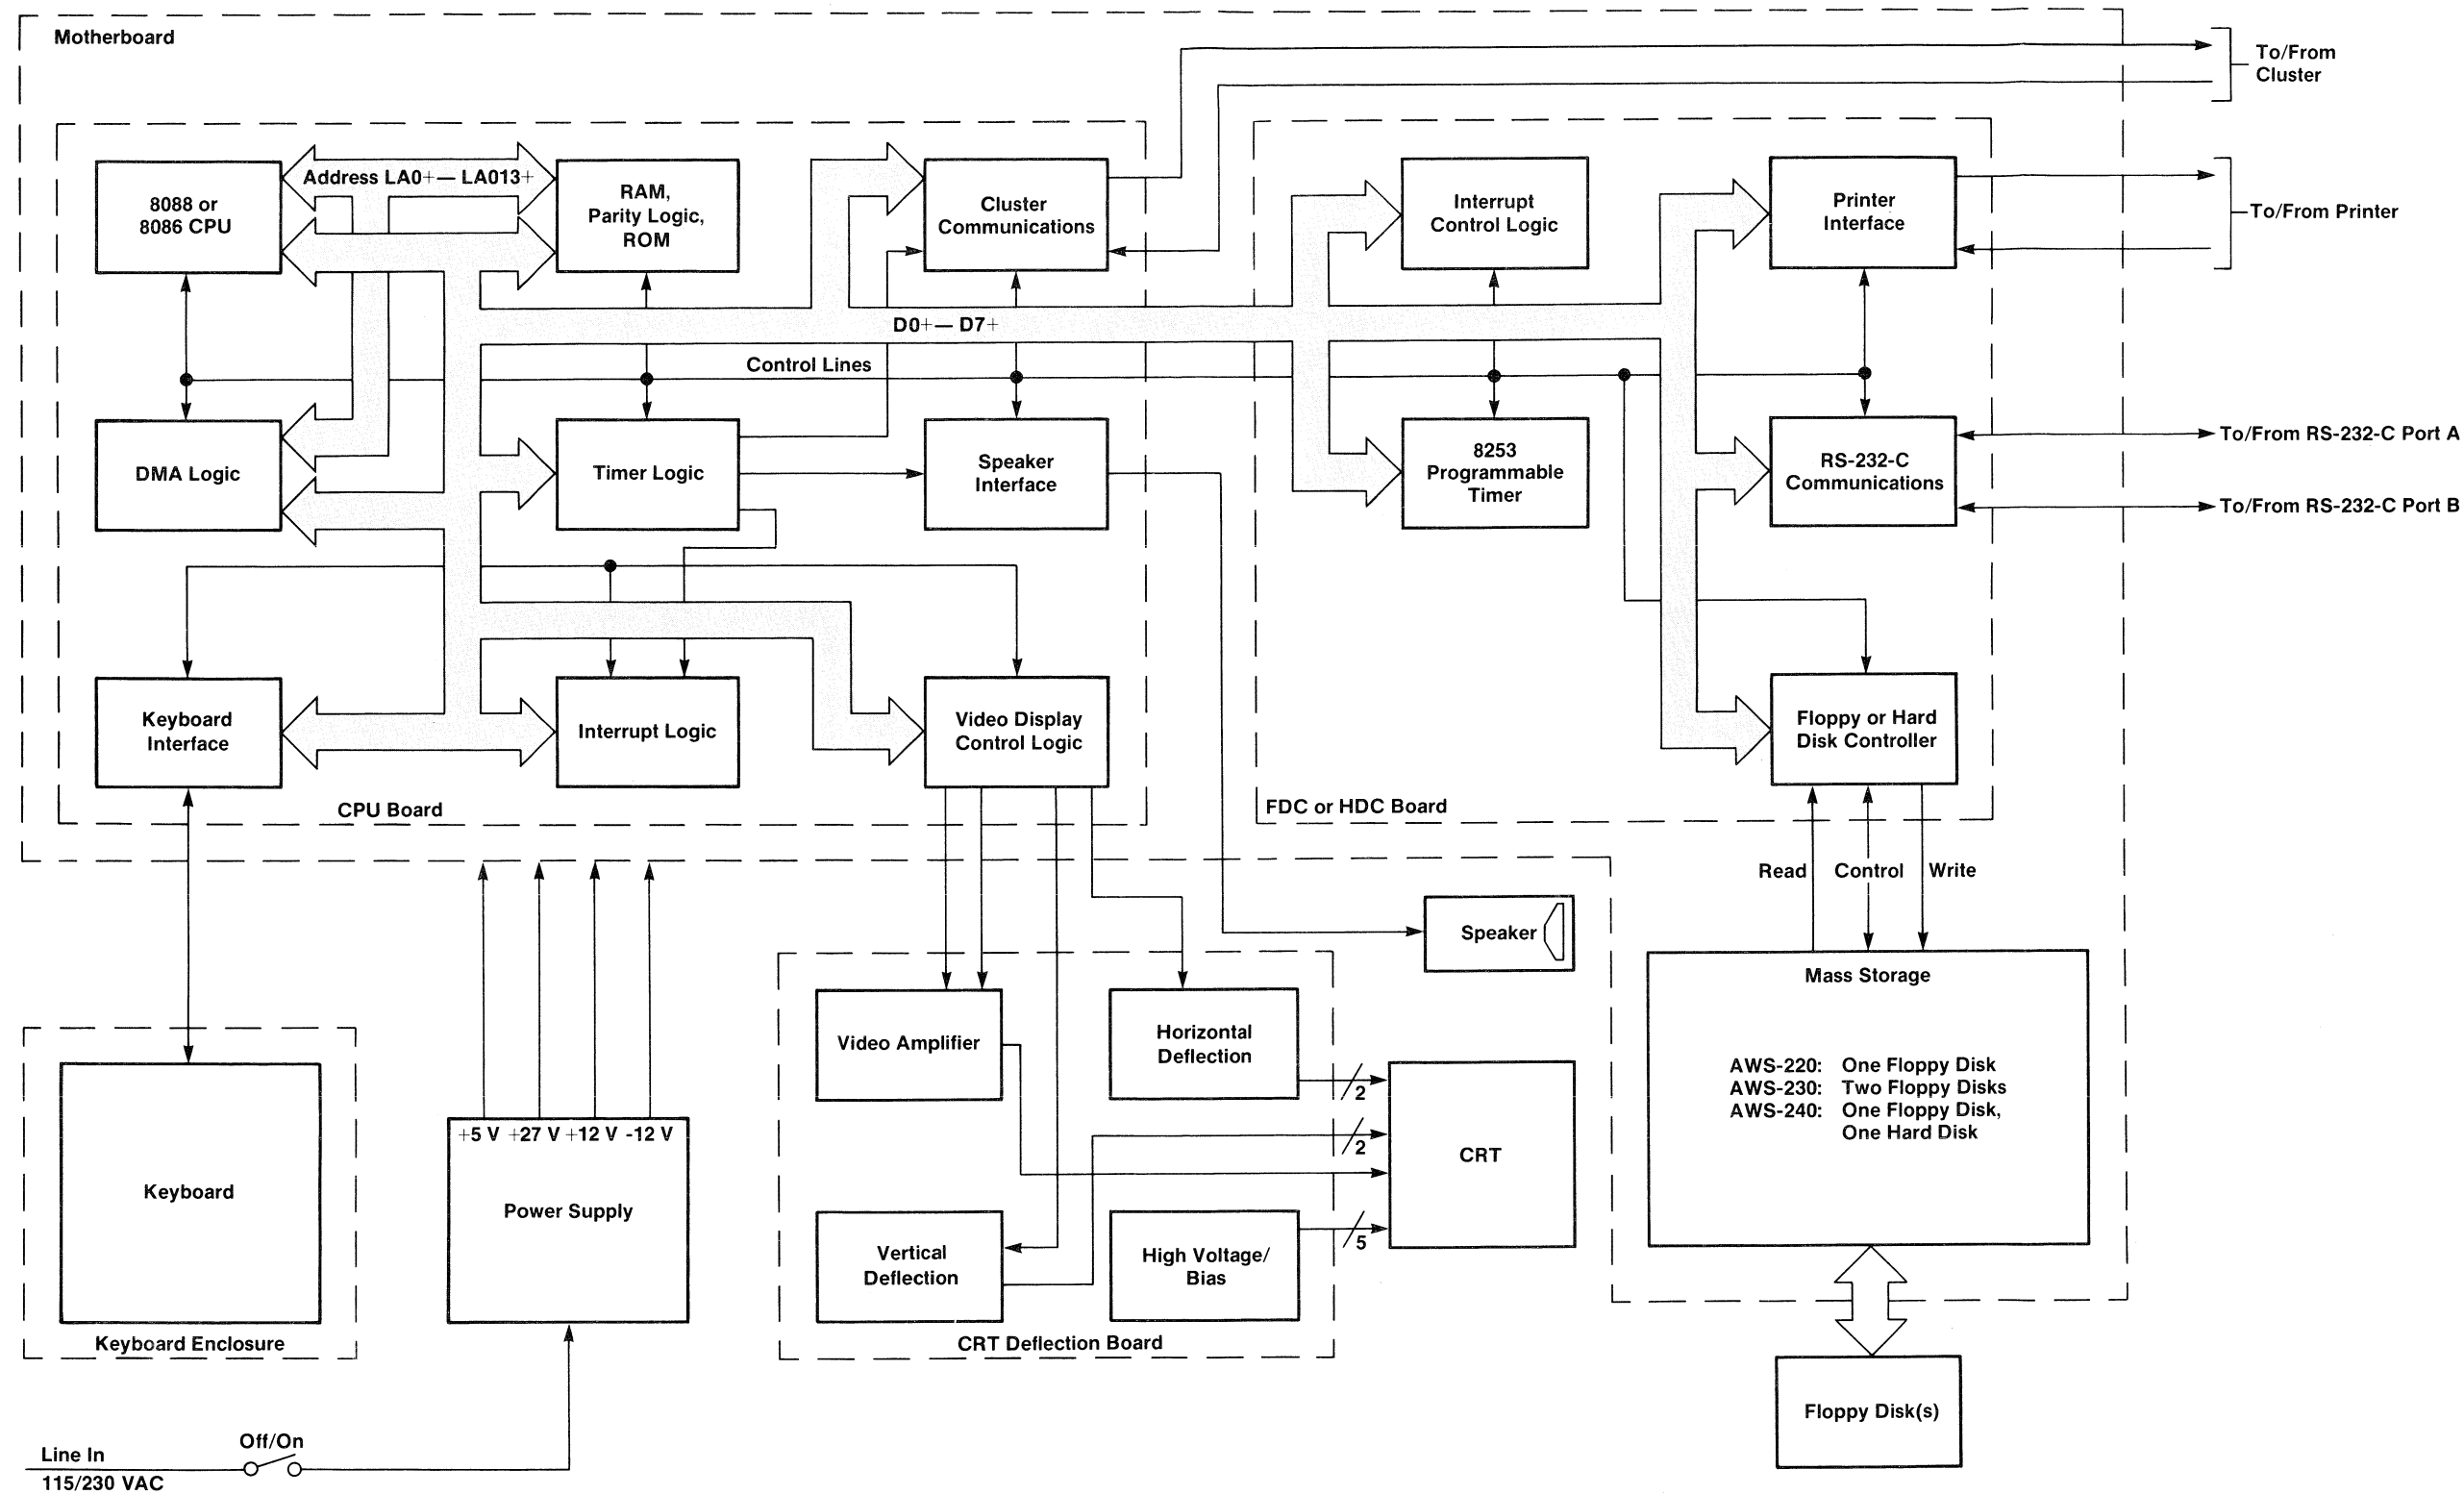 Motherboard
To/From
Cluster
Address LA0+— LA013+
8088 or
8086 CPU
RAM,
Parity Logic,
ROM
Cluster
Communications
Interrupt
Control Logic
Printer
Interface
To/From Printer
D0+— D7+
Control Lines
DMA Logic
Timer Logic
Speaker
Interface
8253
Programmable
Timer
RS-232-C
Communications
To/From RS-232-C Port A
To/From RS-232-C Port B
Keyboard
Interface
Interrupt Logic
Video Display
Control Logic
Floppy or Hard
Disk Controller
CPU Board
FDC or HDC Board
Read
Control
Write
Speaker
Mass Storage
AWS-220: One Floppy Disk
AWS-230: Two Floppy Disks
AWS-240: One Floppy Disk,
One Hard Disk
Video Amplifier
Horizontal
Deflection
2
2
5
CRT
+5 V +27 V +12 V -12 V
Power Supply
Keyboard
Vertical
Deflection
High Voltage/
Bias
Keyboard Enclosure
CRT Deflection Board
Floppy Disk(s)
Line In
Off/On
115/230 VAC